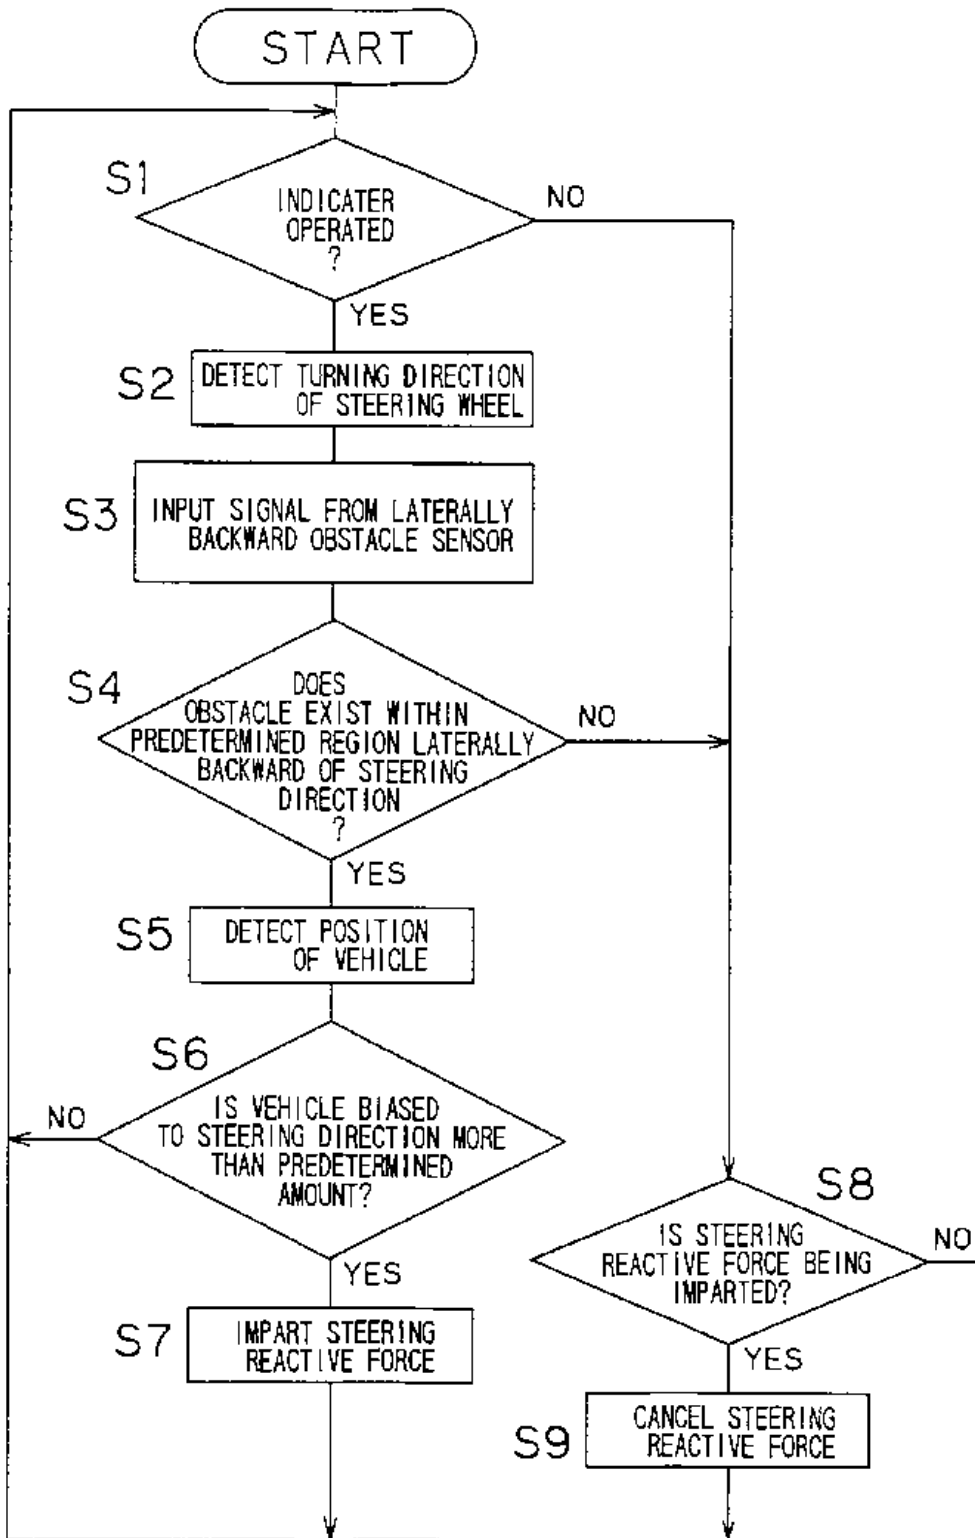 START
S1
INDICATER
OPERATED
?
NO
YES
S2
DETECT TURNING DIRECTION
OF STEERING WHEEL
S3
INPUT SIGNAL FROM LATERALLY
BACKWARD OBSTACLE SENSOR
S4
DOES
OBSTACLE EXIST WITHIN
PREDETERMINED REGION LATERALLY
BACKWARD OF STEERING
DIRECTION
?
NO
YES
S5
DETECT POSITION
OF VEHICLE
S6
IS VEHICLE BIASED
TO STEERING DIRECTION MORE
THAN PREDETERMINED
AMOUNT?
NO
YES
S7
IMPART STEERING
REACTIVE FORCE
S8
IS STEERING
REACTIVE FORCE BEING
IMPARTED?
NO
YES
S9
CANCEL STEERING
REACTIVE FORCE